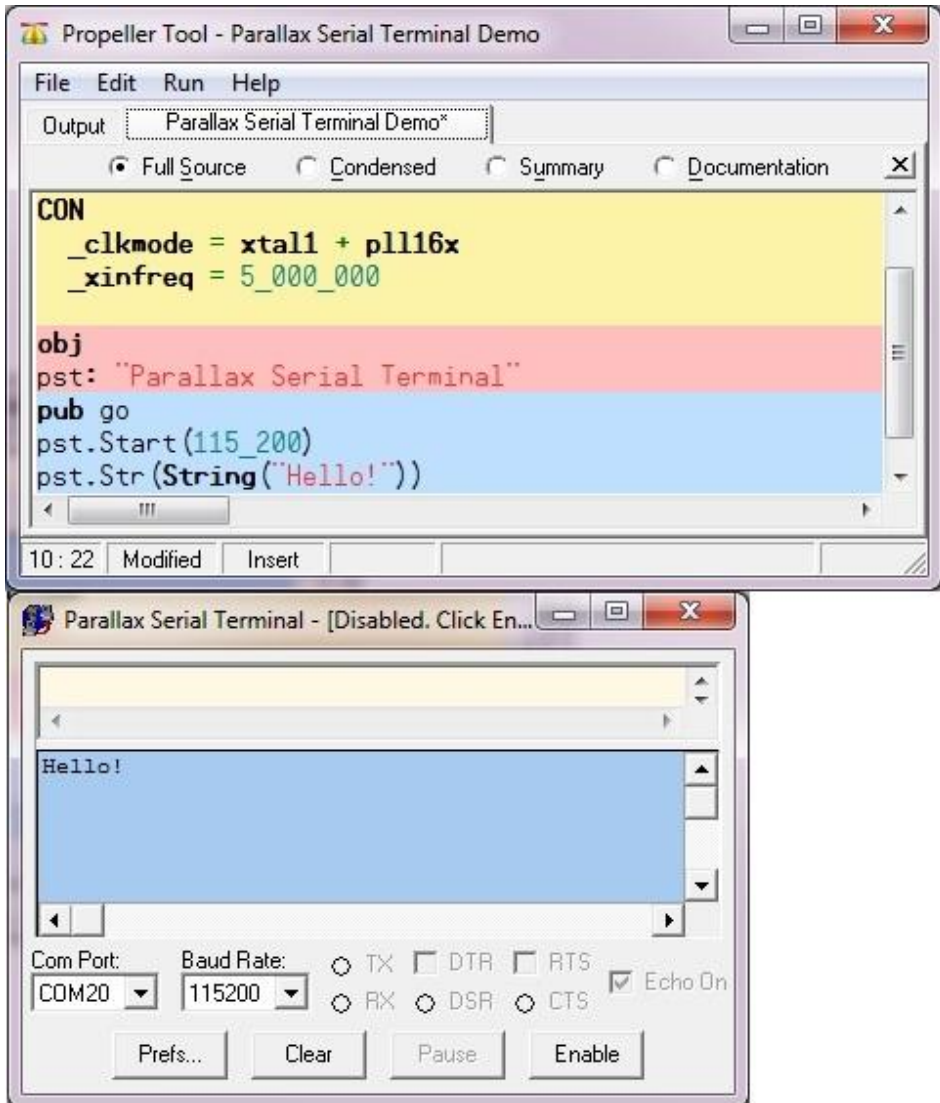 Propeller Tool - Parallax Serial Terminal Demo
File Edit Run Help
Output Parallax Serial Terminal Demo*
Full Source Condensed Summary Documentation
CON
_clkmode = xtal1 + pll16x
_xinfreq = 5_000_000
obj
pst: "Parallax Serial Terminal"
pub go
pst.Start(115_200)
pst.Str(String("Hello!"))
10 : 22 Modified Insert
Parallax Serial Terminal - [Disabled. Click En...
Hello!
Com Port: Baud Rate: TX DTR RTS
COM20 115200 RX DSR CTS Echo On
Prefs... Clear Pause Enable